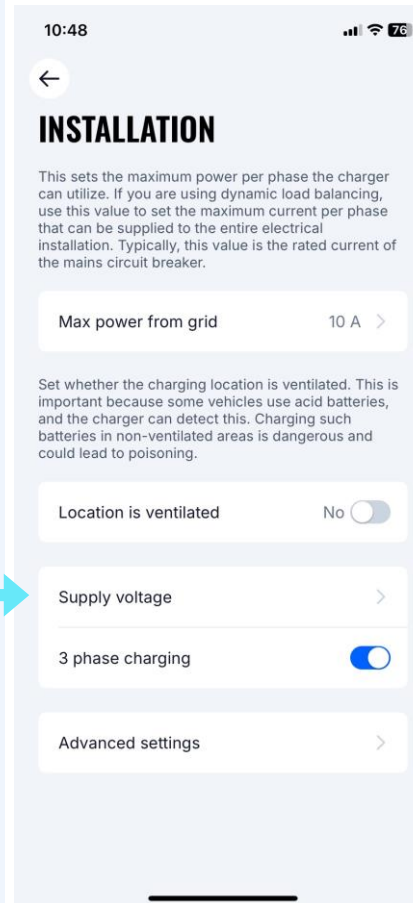 10:48
76
INSTALLATION
This sets the maximum power per phase the charger
can utilize. If you are using dynamic load balancing,
use this value to set the maximum current per phase
that can be supplied to the entire electrical
installation. Typically, this value is the rated current of
the mains circuit breaker.
Max power from grid 10 A
Set whether the charging location is ventilated. This is
important because some vehicles use acid batteries,
and the charger can detect this. Charging such
batteries in non-ventilated areas is dangerous and
could lead to poisoning.
Location is ventilated No
Supply voltage
3 phase charging
Advanced settings